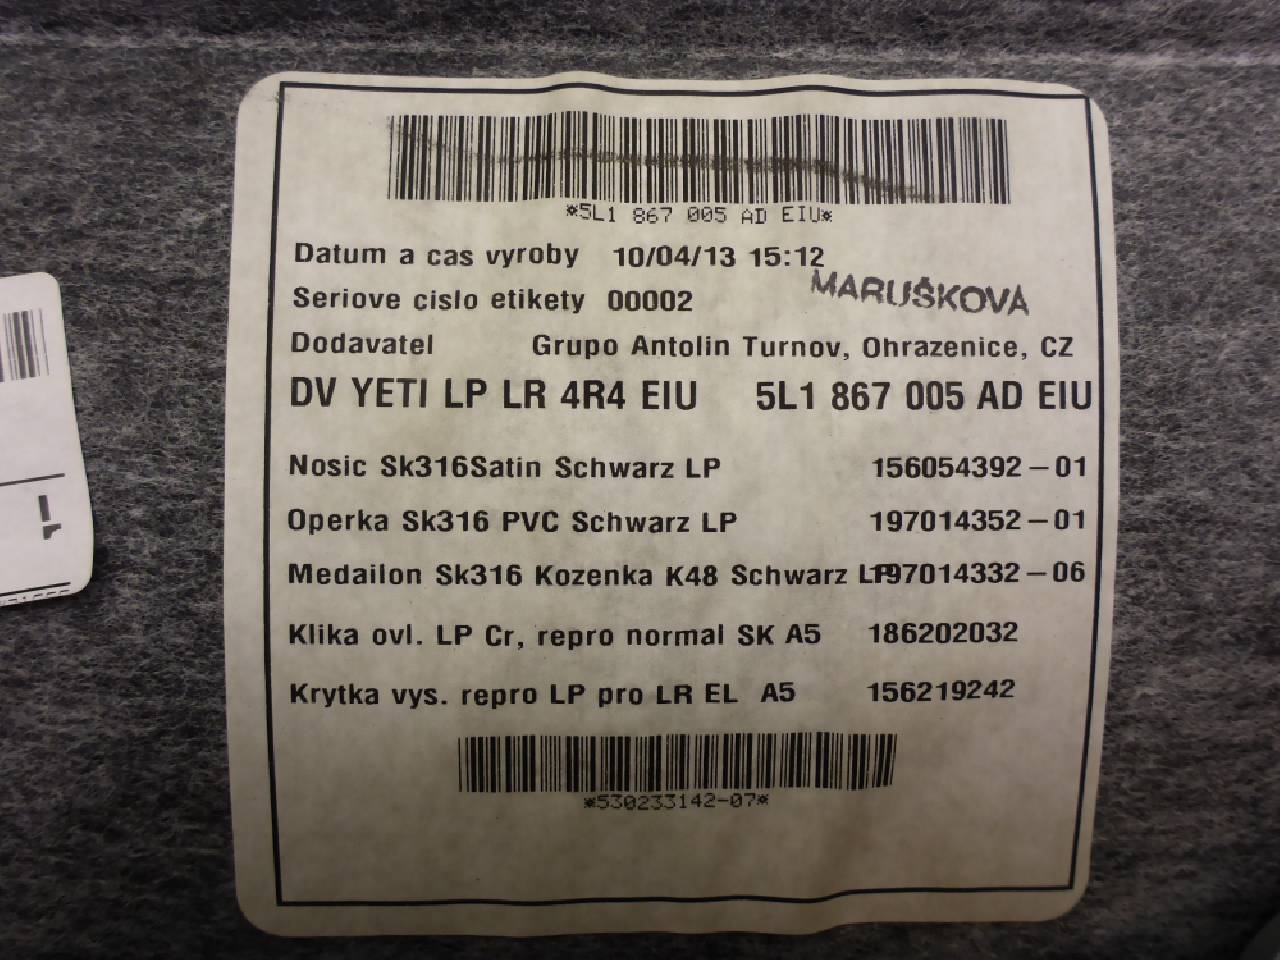 *5L1 867 005 AD EIU*
Datum a cas vyroby 10/04/13 15:12
MARUŠKOVÁ
Seriove cislo etikety 00002
Dodavatel Grupo Antolin Turnov, Ohrazenice, CZ
DV YETI LP LR 4R4 EIU 5L1 867 005 AD EIU
Nosic Sk316Satin Schwarz LP 156054392-01
Operka Sk316 PVC Schwarz LP 197014352-01
Medailon Sk316 Kozenka K48 Schwarz LP197014332-06
Klika ovl. LP Cr, repro normal SK A5 186202032
Krytka vys. repro LP pro LR EL A5 156219242
*530233142-07*